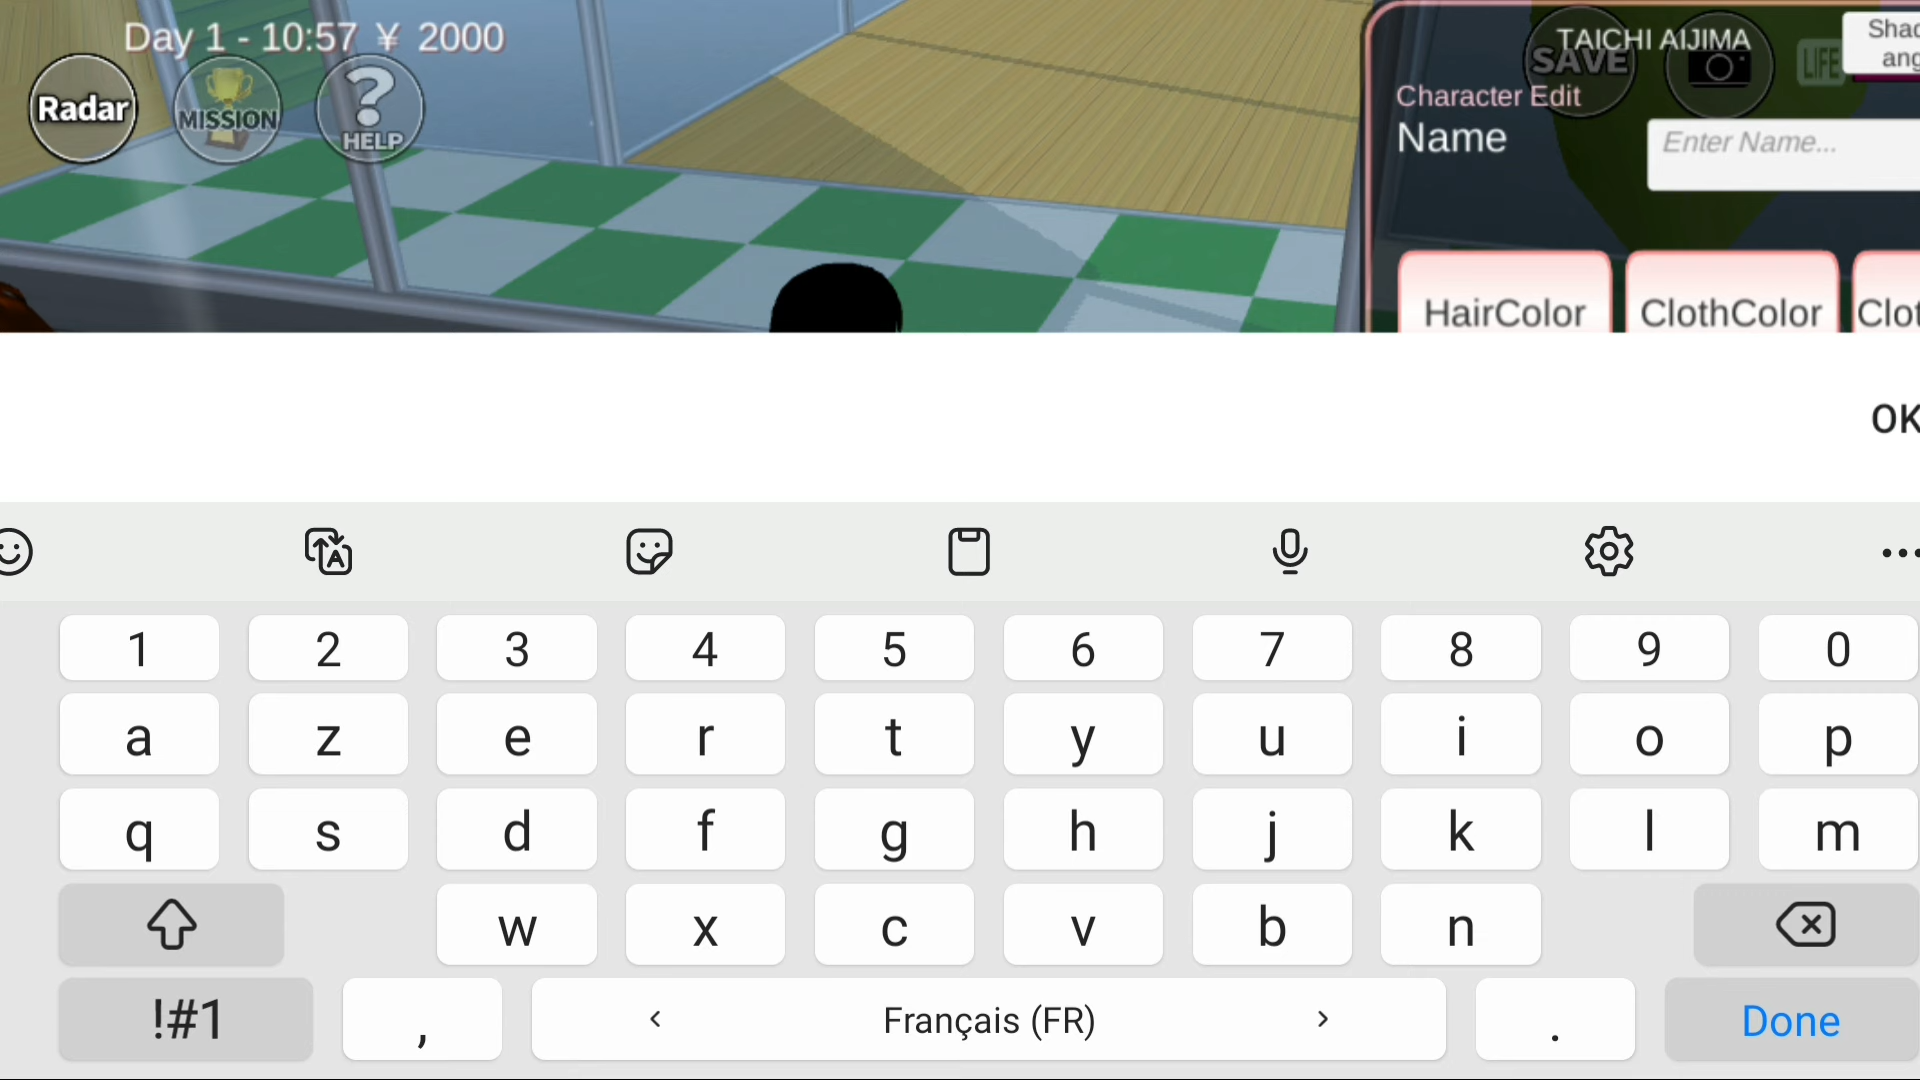 Day 1 - 10:57 ¥ 2000
Radar
MISSION
HELP
TAICHI AIJIMA
SAVE
LIFE
Character Edit
Name
Enter Name...
HairColor
ClothColor
OK
1 2 3 4 5 6 7 8 9 0
a z e r t y u i o p
q s d f g h j k l m
w x c v b n
!#1 , < Français (FR) > . Done